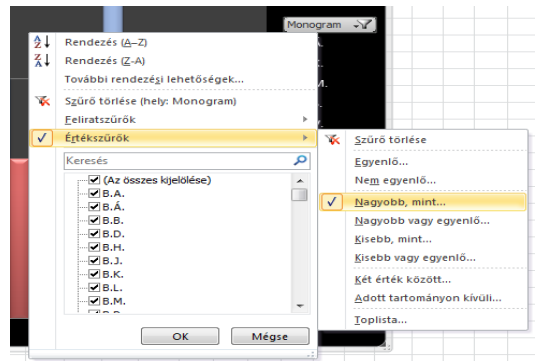 Monogram
Rendezés (A–Z)
Rendezés (Z-A)
További rendezési lehetőségek...
Szűrő törlése (hely: Monogram)
Feliratszűrők
Értékszűrők
Keresés
(Az összes kijelölése)
B.A.
B.Á.
B.B.
B.D.
B.H.
B.J.
B.K.
B.L.
B.M.
OK
Mégse
Szűrő törlése
Egyenlő...
Nem egyenlő...
Nagyobb, mint...
Nagyobb vagy egyenlő...
Kisebb, mint...
Kisebb vagy egyenlő...
Két érték között...
Adott tartományon kívüli...
Toplista...